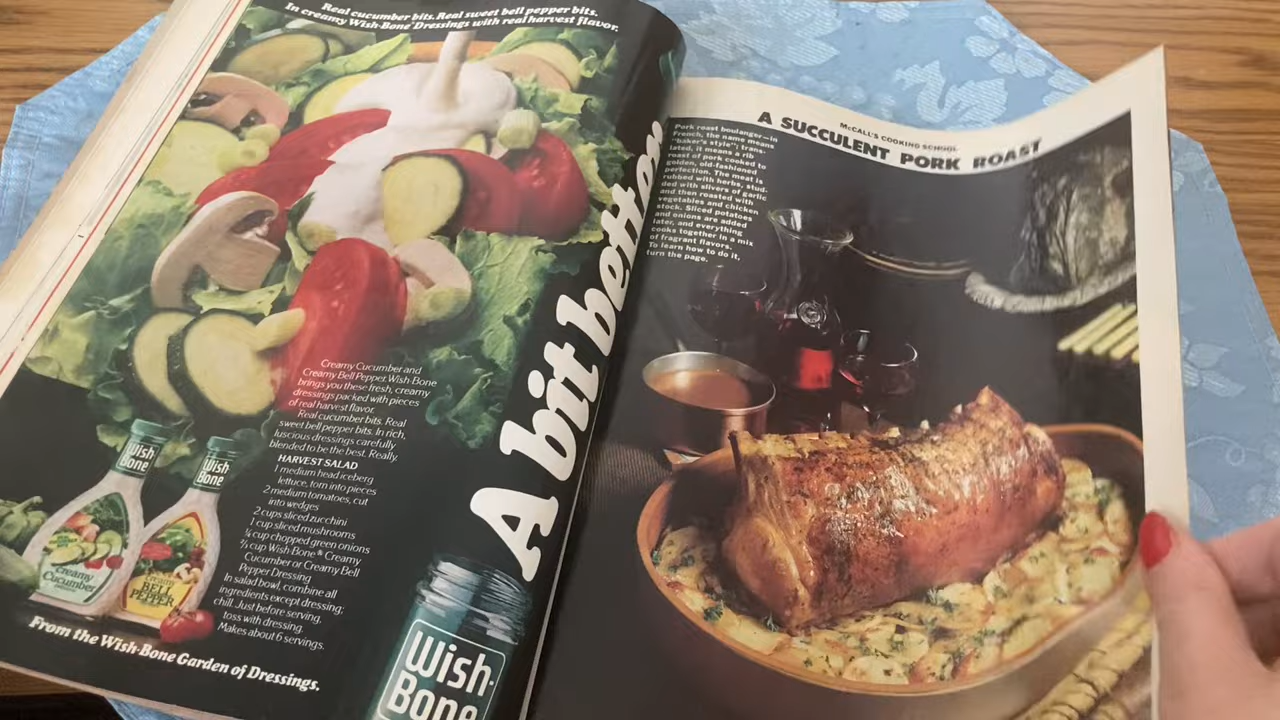 Real cucumber bits. Real sweet bell pepper bits.
In creamy Wish-Bone® Dressings with real harvest flavor.
Creamy Cucumber and
Creamy Bell Pepper. Wish-Bone
brings you these fresh, creamy
dressings packed with pieces
of real harvest flavor.
Real cucumber bits. Real
sweet bell pepper bits. In rich,
luscious dressings carefully
blended to be the best. Really.
HARVEST SALAD
1 medium head iceberg
lettuce, torn into pieces
2 medium tomatoes, cut
into wedges
2 cups sliced zucchini
1 cup sliced mushrooms
¼ cup chopped green onions
⅔ cup Wish-Bone® Creamy
Cucumber or Creamy Bell
Pepper Dressing
In salad bowl, combine all
ingredients except dressing;
chill. Just before serving,
toss with dressing.
Makes about 6 servings.
Wish
Bone
Creamy
Cucumber
Wish
Bone
Creamy
BELL
PEPPER
From the Wish-Bone Garden of Dressings.
A bit better
Wish-
Bone
McCALL'S COOKING SCHOOL
A SUCCULENT PORK ROAST
Pork roast boulanger—in
French, the name means
"baker's style"; trans-
lated, it means a rib
roast of pork cooked to
golden, old-fashioned
perfection. The meat is
rubbed with herbs, stud-
ded with slivers of garlic
and then roasted with
vegetables and chicken
stock. Sliced potatoes
and onions are added
later, and everything
cooks together in a mix
of fragrant flavors.
To learn how to do it,
turn the page.